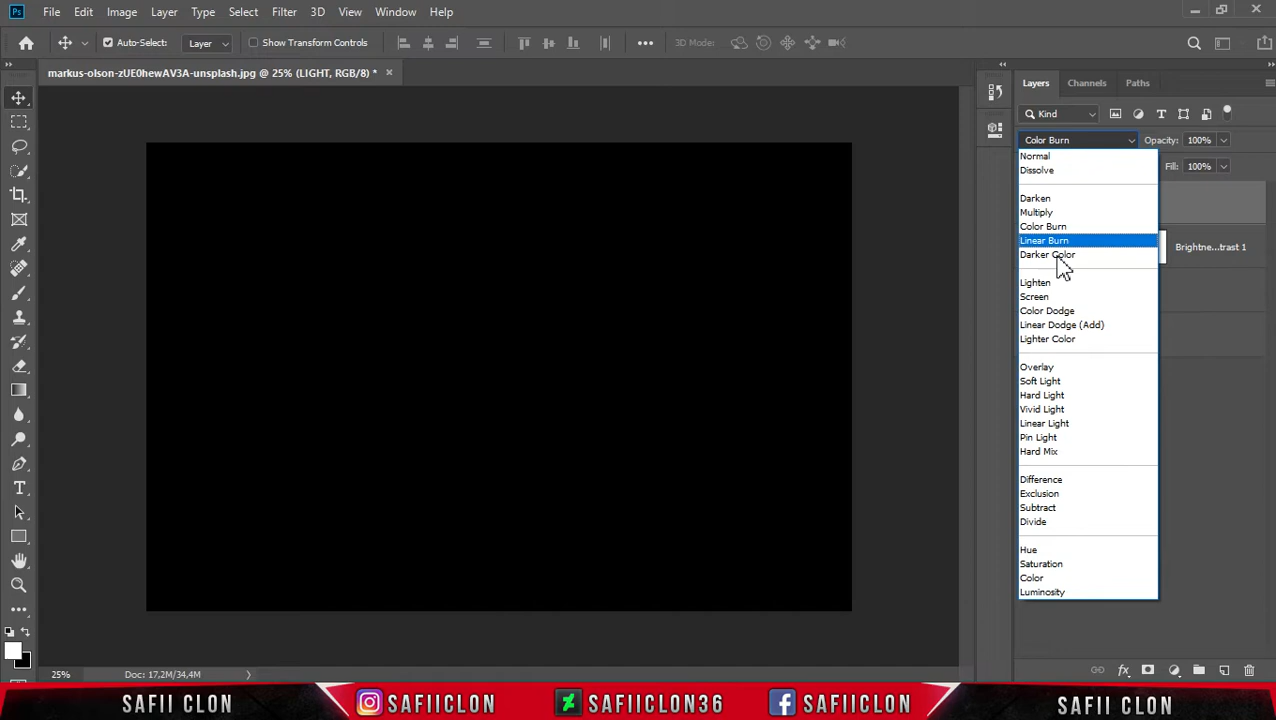 Ps File Edit Image Layer Type Select Filter 3D View Window Help
Auto-Select: Layer Show Transform Controls 3D Mode:
markus-olson-zUE0hewAV3A-unsplash.jpg @ 25% (LIGHT, RGB/8) *
Layers Channels Paths
Kind
Color Burn Opacity: 100%
Normal
Fill: 100%
Dissolve
Darken
Multiply
Color Burn
Linear Burn
Brightne...trast 1
Darker Color
Lighten
Screen
Color Dodge
Linear Dodge (Add)
Lighter Color
Overlay
Soft Light
Hard Light
Vivid Light
Linear Light
Pin Light
Hard Mix
Difference
Exclusion
Subtract
Divide
Hue
Saturation
Color
Luminosity
25% Doc: 17,2M/34,4M
SAFII CLON SAFIICLON SAFIICLON36 SAFIICLON SAFII CLON